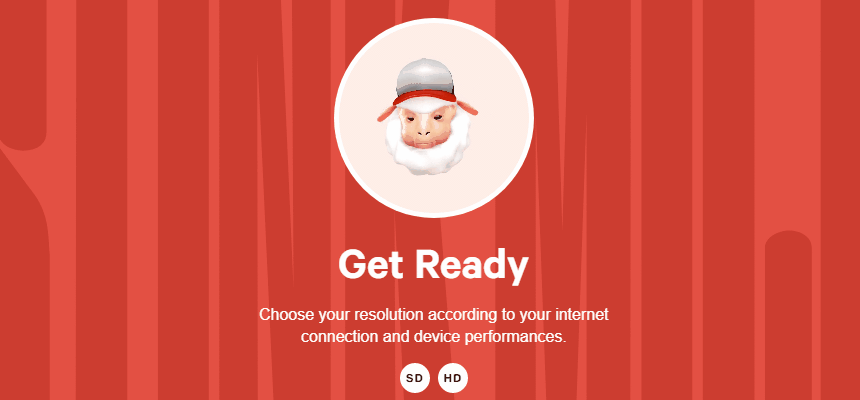 Get Ready
Choose your resolution according to your internet
connection and device performances.
SD HD